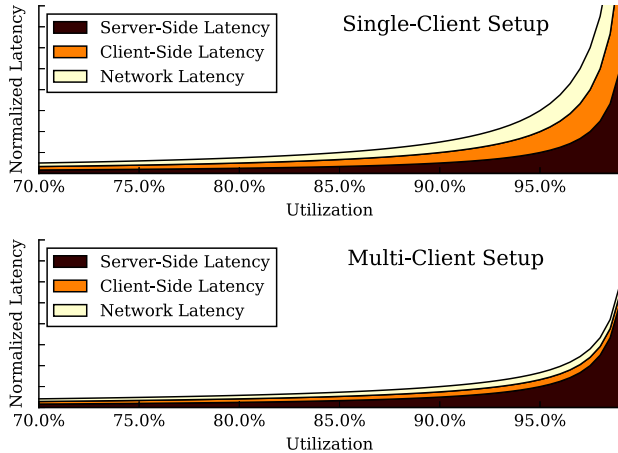 Single-Client Setup
Server-Side Latency
Client-Side Latency
Network Latency
Normalized Latency
70.0% 75.0% 80.0% 85.0% 90.0% 95.0%
Utilization
Multi-Client Setup
Server-Side Latency
Client-Side Latency
Network Latency
Normalized Latency
70.0% 75.0% 80.0% 85.0% 90.0% 95.0%
Utilization